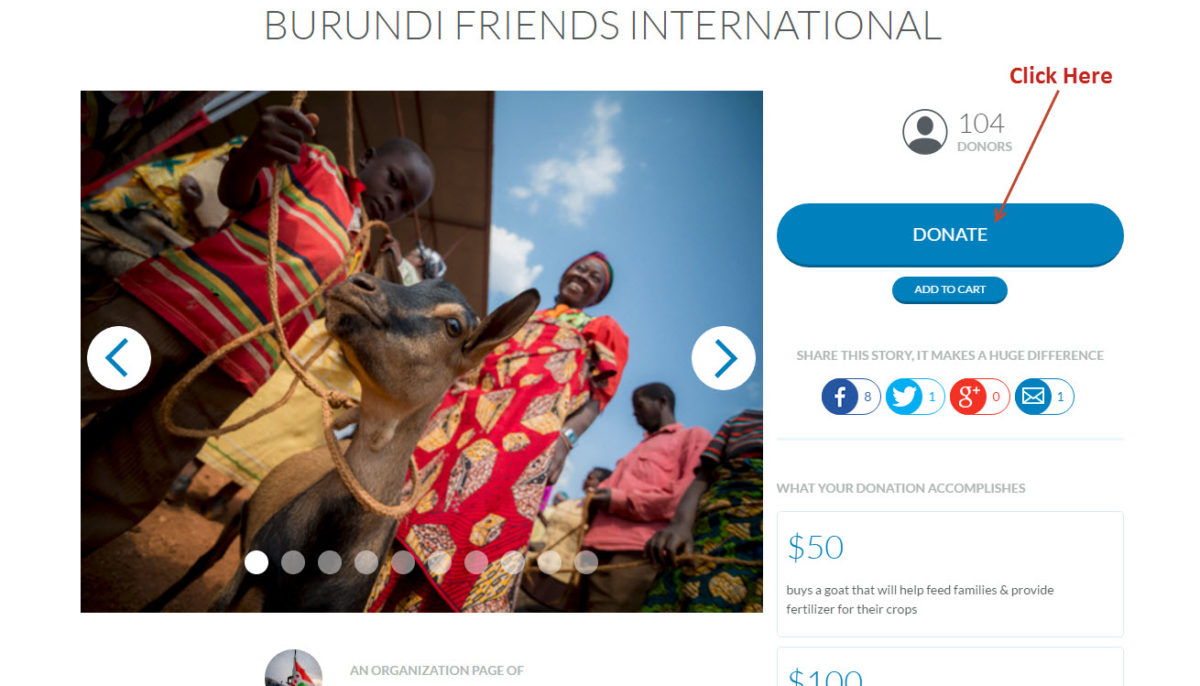 BURUNDI FRIENDS INTERNATIONAL
Click Here
104
DONORS
DONATE
ADD TO CART
SHARE THIS STORY, IT MAKES A HUGE DIFFERENCE
8
1
g+ 0
1
WHAT YOUR DONATION ACCOMPLISHES
$50
buys a goat that will help feed families & provide
fertilizer for their crops
AN ORGANIZATION PAGE OF
$100